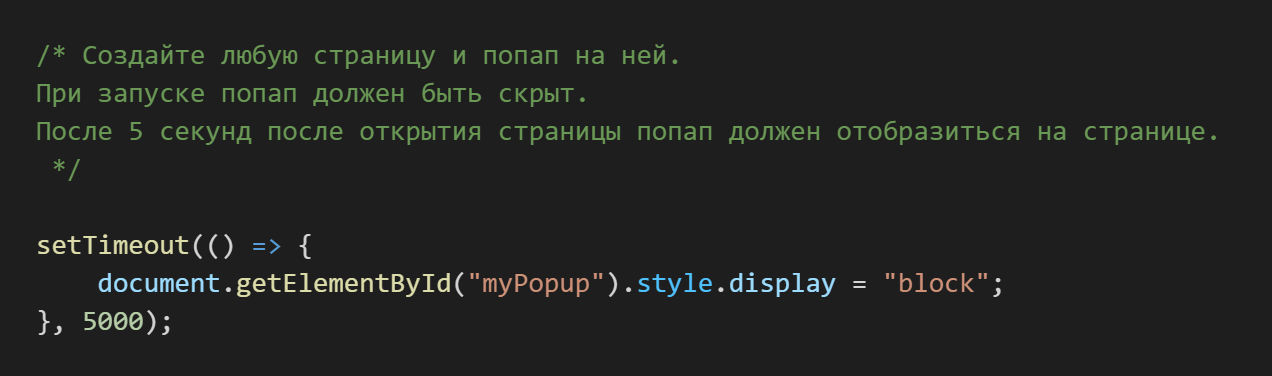 /* Создайте любую страницу и попап на ней.
При запуске попап должен быть скрыт.
После 5 секунд после открытия страницы попап должен отобразиться на странице.
 */
setTimeout(() => {
    document.getElementById("myPopup").style.display = "block";
}, 5000);